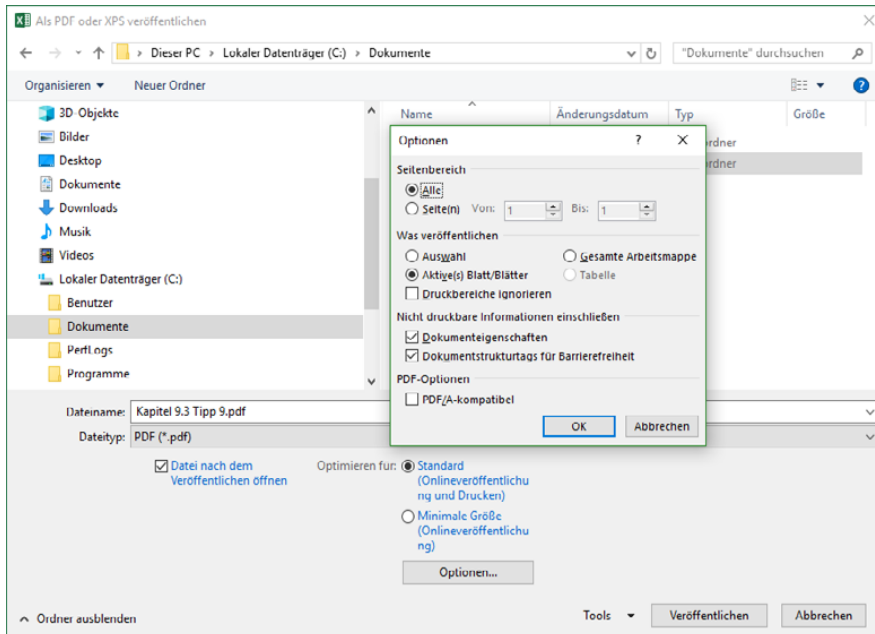 Als PDF oder XPS veröffentlichen
Dieser PC › Lokaler Datenträger (C:) › Dokumente
"Dokumente" durchsuchen
Organisieren
Neuer Ordner
3D-Objekte
Bilder
Desktop
Dokumente
Downloads
Musik
Videos
Lokaler Datenträger (C:)
Benutzer
Dokumente
PerfLogs
Programme
Name Änderungsdatum Typ Größe
rdner
rdner
Optionen ?
Seitenbereich
Alle
Seite(n) Von: 1 Bis: 1
Was veröffentlichen
Auswahl Gesamte Arbeitsmappe
Aktive(s) Blatt/Blätter Tabelle
Druckbereiche ignorieren
Nicht druckbare Informationen einschließen
Dokumenteigenschaften
Dokumentstrukturtags für Barrierefreiheit
PDF-Optionen
PDF/A-kompatibel
OK Abbrechen
Dateiname: Kapitel 9.3 Tipp 9.pdf
Dateityp: PDF (*.pdf)
Datei nach dem
Veröffentlichen öffnen
Optimieren für: Standard
(Onlineveröffentlichu
ng und Drucken)
Minimale Größe
(Onlineveröffentlichu
ng)
Optionen...
Ordner ausblenden
Tools Veröffentlichen Abbrechen